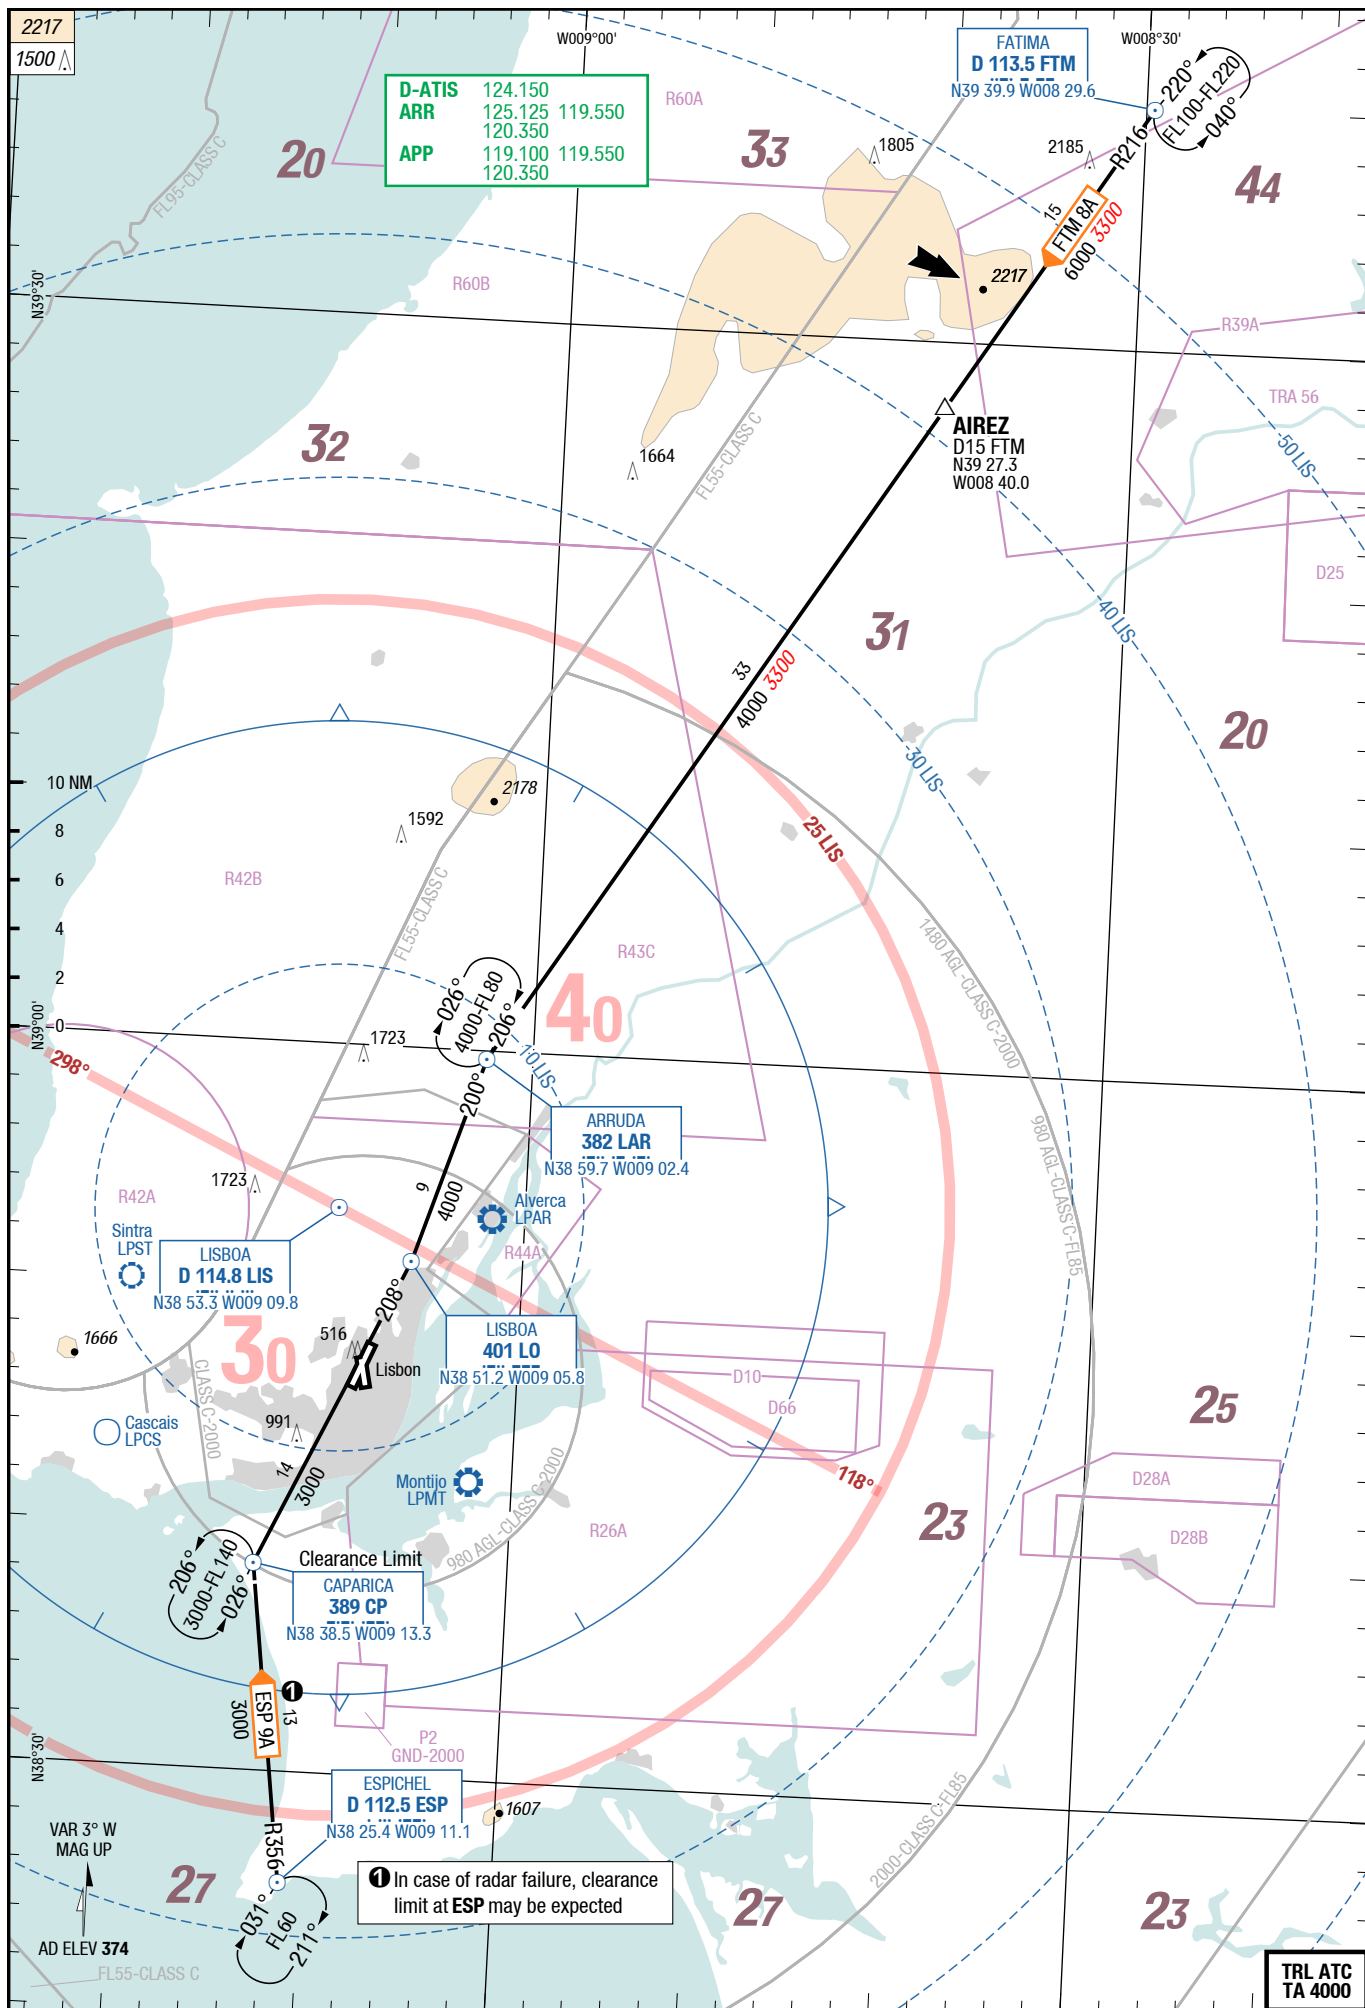 2217
1500
W009°00'
W008°30'
FATIMA
D 113.5 FTM
N39 39.9 W008 29.6
220°
FL100-FL220
040°
D-ATIS 124.150
ARR 125.125 119.550
120.350
APP 119.100 119.550
120.350
R60A
33
1805
2185
R216
44
20
FL95-CLASS C
15
FTM 8A
6000 3300
N39°30'
R60B
2217
R39A
TRA 56
AIREZ
D15 FTM
N39 27.3
W008 40.0
32
1664
FL55-CLASS C
50 LIS
D25
40 LIS
31
33
4000 3300
20
30 LIS
10 NM
8
6
4
2
0
2178
1592
25 LIS
R42B
FL55-CLASS C
R43C
1480 AGL-CLASS C-2000
026°
4000-FL80
206°
40
N39°00'
298°
1723
10 LIS
200°
980 AGL-CLASS C-FL85
ARRUDA
382 LAR
N38 59.7 W009 02.4
9
4000
1723
R42A
Alverca
LPAR
Sintra
LPST
R44A
LISBOA
D 114.8 LIS
N38 53.3 W009 09.8
208°
LISBOA
401 LO
N38 51.2 W009 05.8
1666
30
516
Lisbon
D10
D66
CLASS C-2000
25
Cascais
LPCS
991
14
3000
Montijo
LPMT
118°
D28A
23
D28B
980 AGL-CLASS C-2000
R26A
206°
3000-FL140
026°
Clearance Limit
CAPARICA
389 CP
N38 38.5 W009 13.3
ESP 9A
3000
1
13
P2
GND-2000
N38°30'
ESPICHEL
D 112.5 ESP
N38 25.4 W009 11.1
1607
2000-CLASS C-FL85
VAR 3° W
MAG UP
R356
27
1 In case of radar failure, clearance
limit at ESP may be expected
27
23
031°
FL60
211°
AD ELEV 374
FL55-CLASS C
TRL ATC
TA 4000